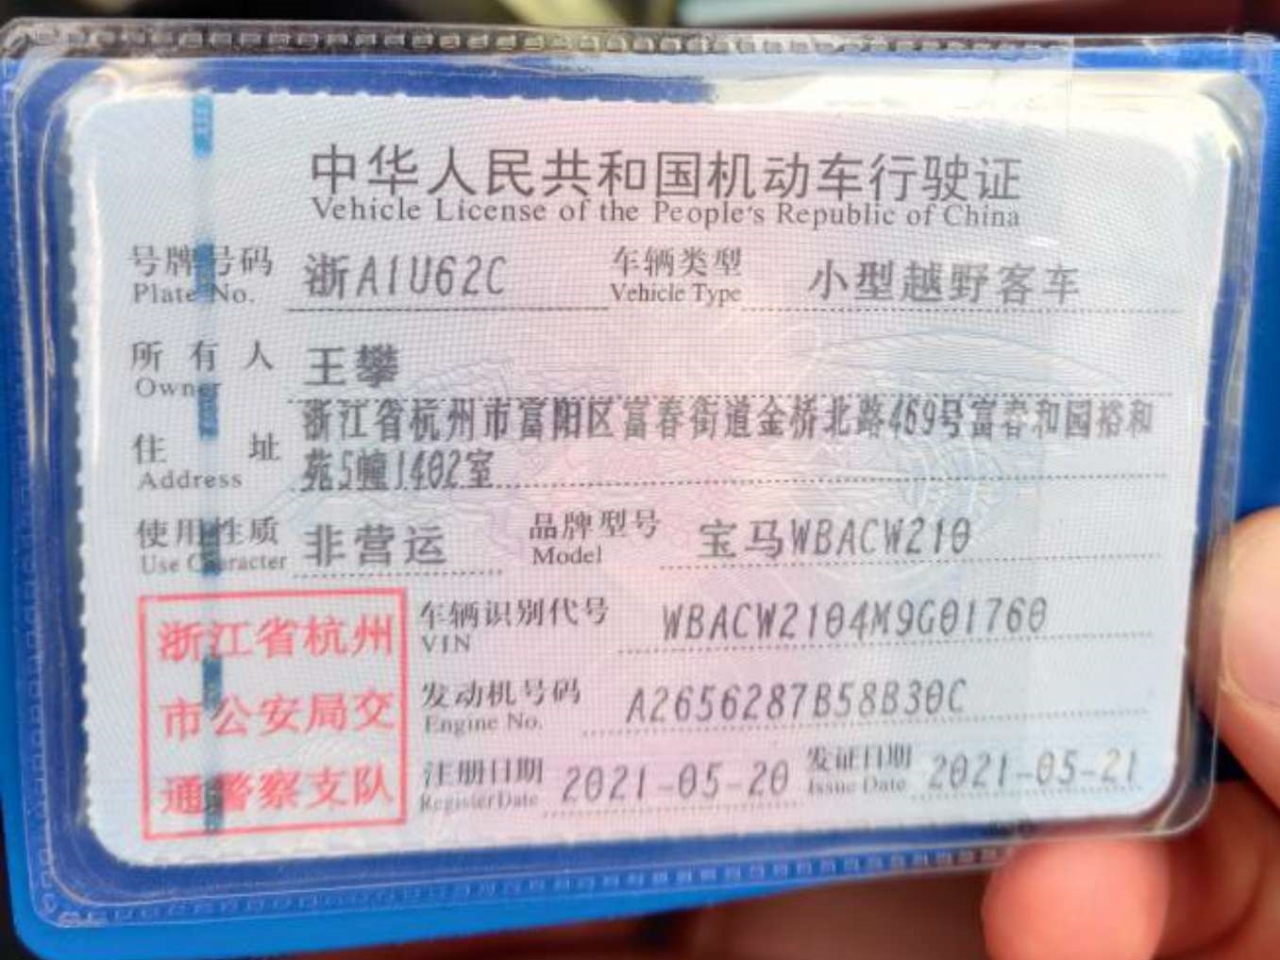 中华人民共和国机动车行驶证
Vehicle License of the People's Republic of China
号牌号码 浙A1U62C 车辆类型 小型越野客车
Plate No. Vehicle Type
所有人 王攀
Owner
住址 浙江省杭州市富阳区富春街道金桥北路469号富春和园裕和
Address 苑5幢1402室
使用性质 非营运 品牌型号 宝马WBACW210
Use Character Model
浙江省杭州 车辆识别代号 WBACW2104M9G01760
VIN
市公安局交 发动机号码 A2656287B58B30C
Engine No.
通警察支队 注册日期 2021-05-20 发证日期 2021-05-21
Register Date Issue Date